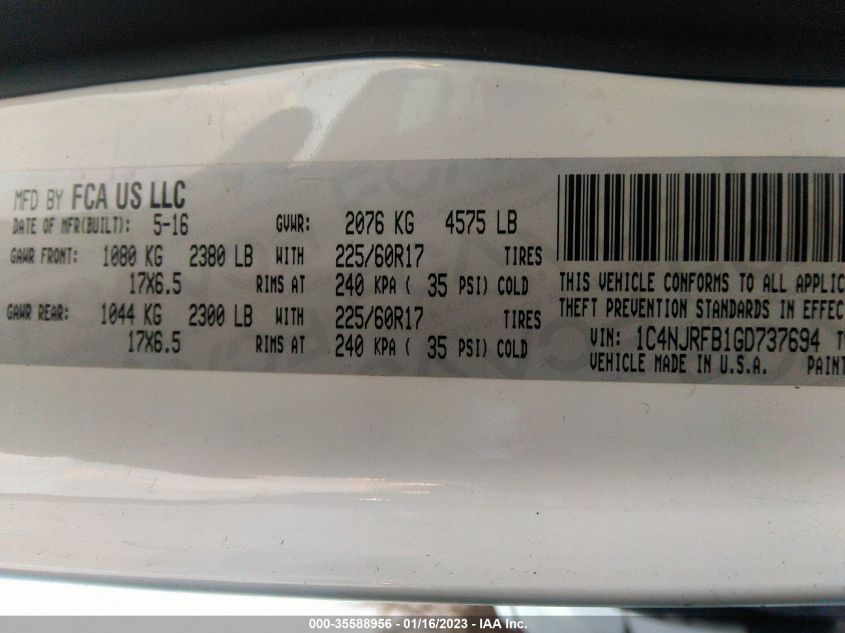 MFD BY FCA US LLC
DATE OF MFR(BUILT): 5-16 GVWR: 2076 KG 4575 LB
GAWR FRONT: 1080 KG 2380 LB WITH 225/60R17 TIRES
17X6.5 RIMS AT 240 KPA ( 35 PSI) COLD
GAWR REAR: 1044 KG 2300 LB WITH 225/60R17 TIRES
17X6.5 RIMS AT 240 KPA ( 35 PSI) COLD
THIS VEHICLE CONFORMS TO ALL APPLIC
THEFT PREVENTION STANDARDS IN EFFEC
VIN: 1C4NJRFB1GD737694 T
VEHICLE MADE IN U.S.A. PAINT
000-35588956 - 01/16/2023 - IAA Inc.